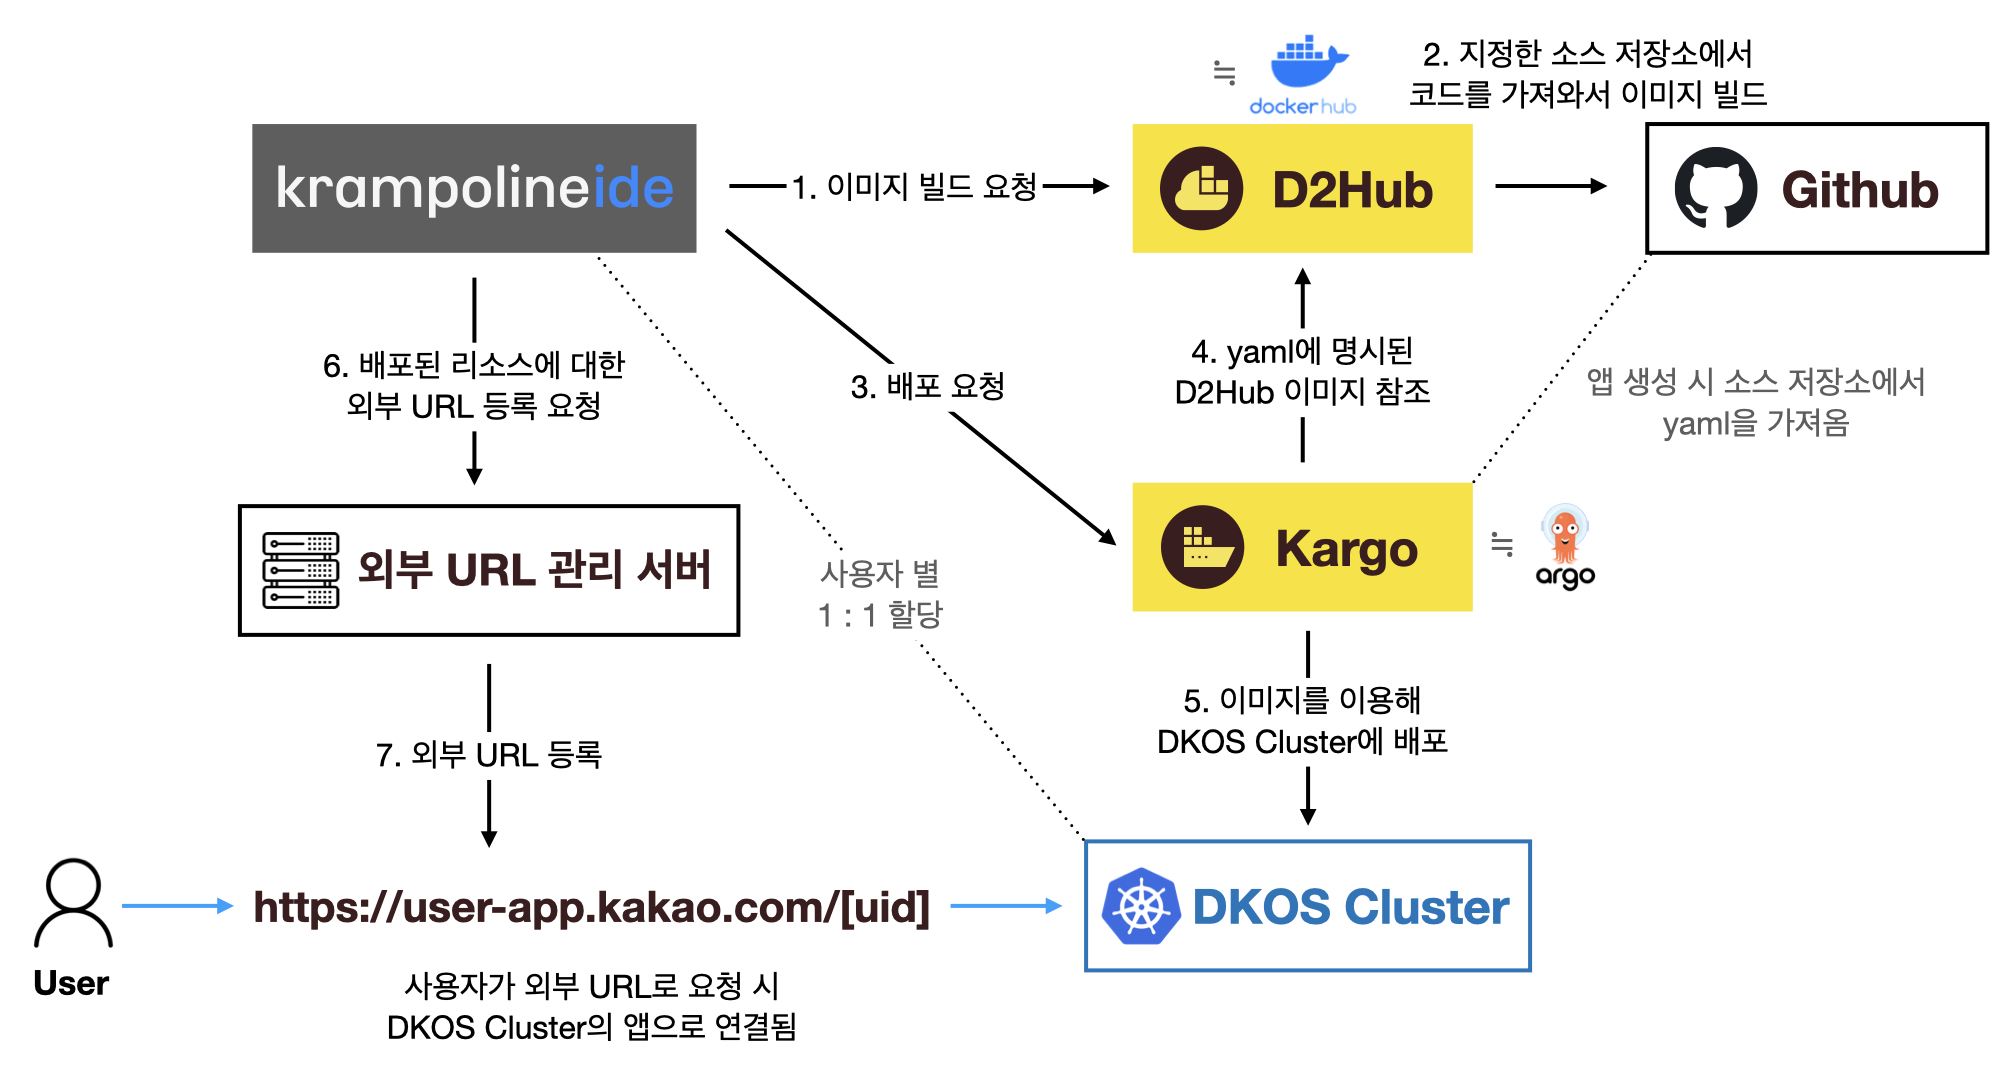 ≒
dockerhub
2. 지정한 소스 저장소에서
코드를 가져와서 이미지 빌드
krampolineide
1. 이미지 빌드 요청
D2Hub
Github
6. 배포된 리소스에 대한
외부 URL 등록 요청
3. 배포 요청
4. yaml에 명시된
D2Hub 이미지 참조
앱 생성 시 소스 저장소에서
yaml을 가져옴
외부 URL 관리 서버
사용자 별
1 : 1 할당
Kargo
≒
argo
5. 이미지를 이용해
DKOS Cluster에 배포
7. 외부 URL 등록
User
https://user-app.kakao.com/[uid]
DKOS Cluster
사용자가 외부 URL로 요청 시
DKOS Cluster의 앱으로 연결됨